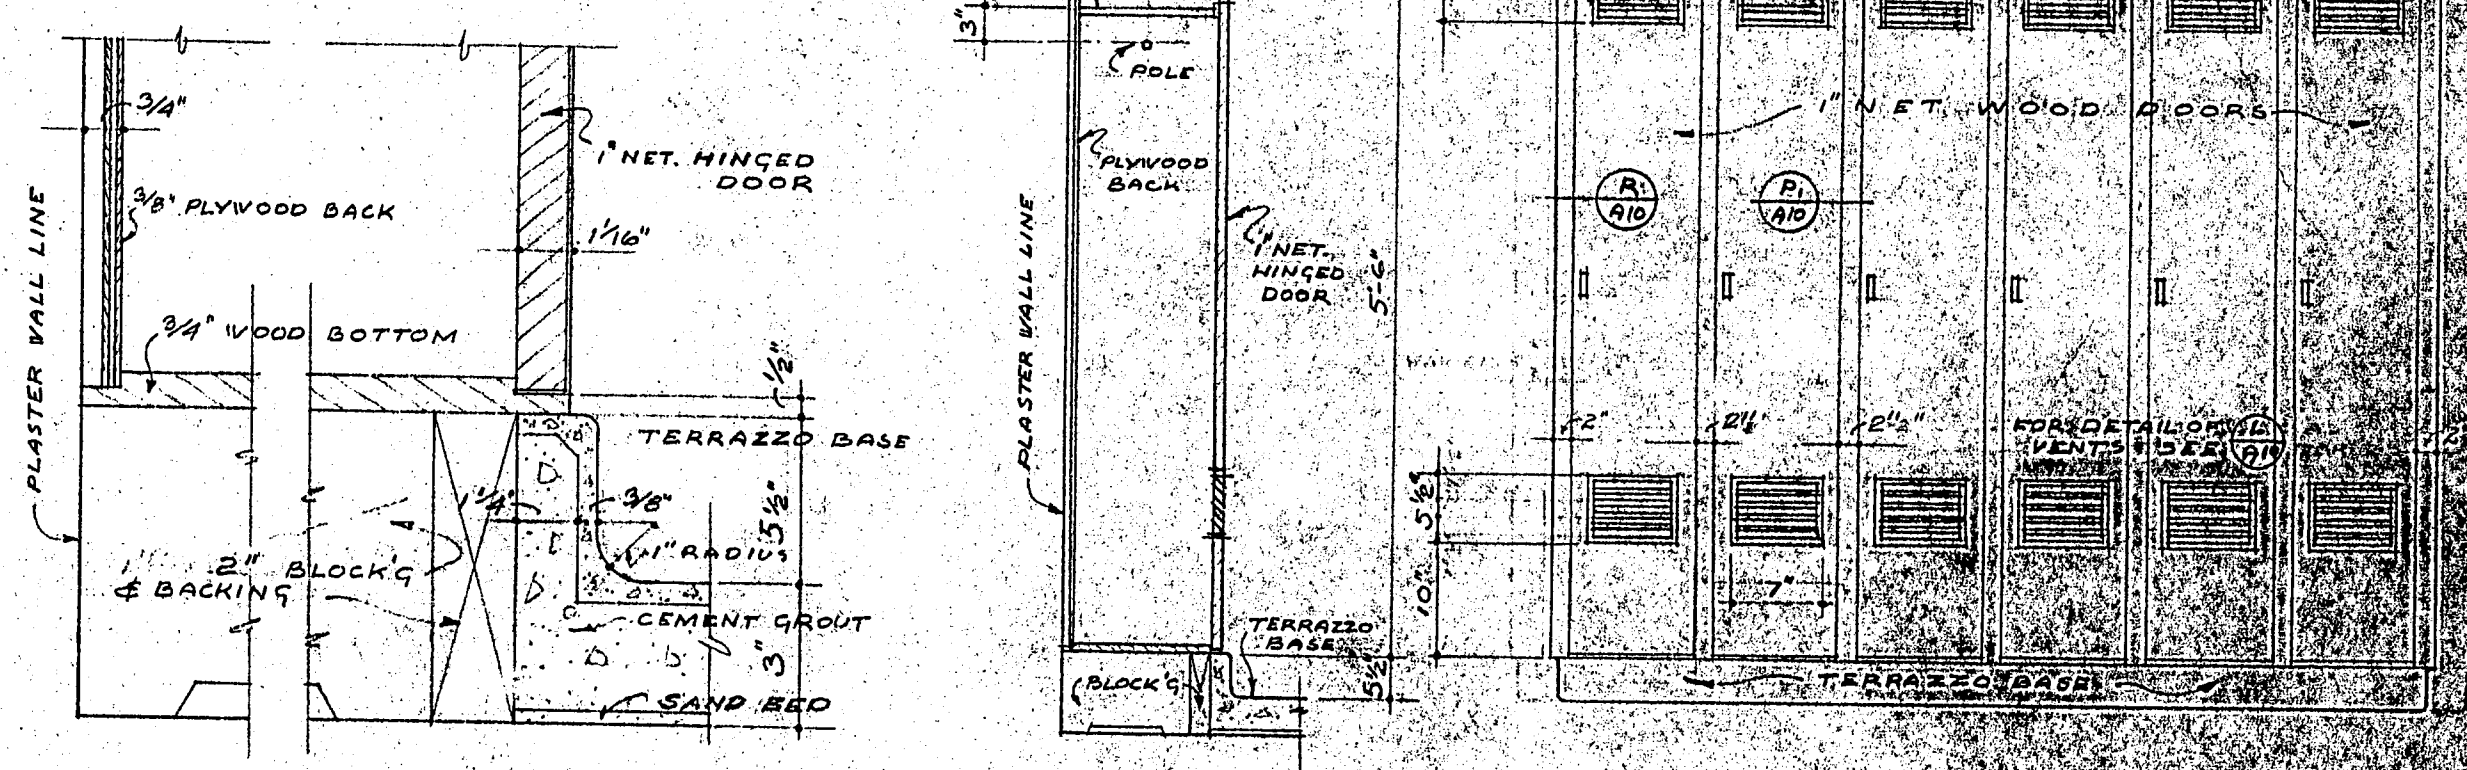 3/4"
1" NET. HINGED
DOOR
3/8" PLYWOOD BACK
1 1/16"
PLASTER WALL LINE
3/4" WOOD BOTTOM
1/2"
TERRAZZO BASE
1 1/4"
3/8"
5 1/2"
1" RADIUS
2" BLOCK'G
& BACKING
CEMENT GROUT
3"
SAND BED
3"
POLE
PLYWOOD
BACK
PLASTER WALL LINE
1" NET.
HINGED
DOOR
5'-6"
TERRAZZO
BASE
BLOCK'G
5 1/2"
1" NET. WOOD DOORS
R1
A10
P1
A10
2"
2 1/2"
2 1/2"
FOR DETAIL OF
VENTS SEE
A10
5 1/2"
10"
7"
TERRAZZO BASE